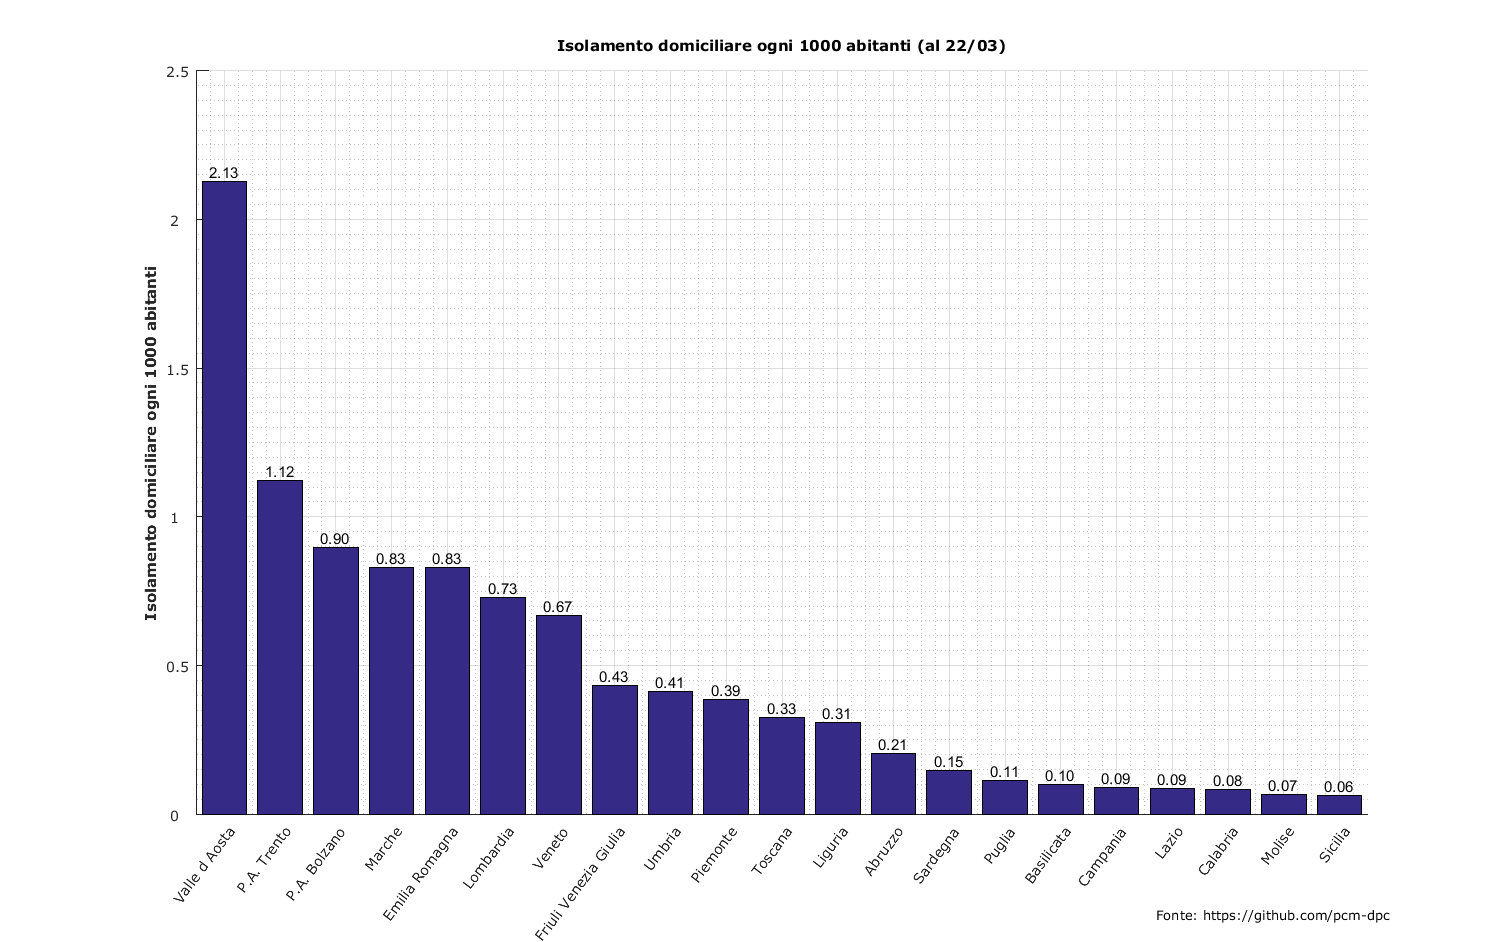 Isolamento domiciliare ogni 1000 abitanti (al 22/03)
Isolamento domiciliare ogni 1000 abitanti
2.5
2
1.5
1
0.5
0
2.13
1.12
0.90
0.83
0.83
0.73
0.67
0.43
0.41
0.39
0.33
0.31
0.21
0.15
0.11
0.10
0.09
0.09
0.08
0.07
0.06
Valle d Aosta
P.A. Trento
P.A. Bolzano
Marche
Emilia Romagna
Lombardia
Veneto
Friuli Venezia Giulia
Umbria
Piemonte
Toscana
Liguria
Abruzzo
Sardegna
Puglia
Basilicata
Campania
Lazio
Calabria
Molise
Sicilia
Fonte: https://github.com/pcm-dpc